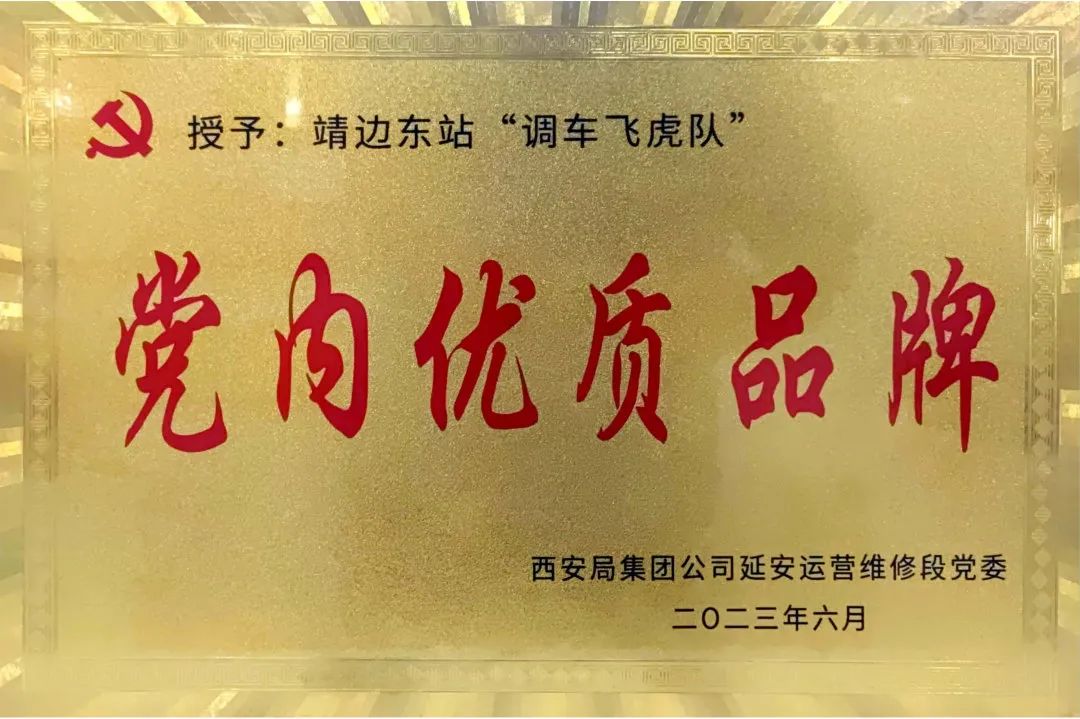 授予：靖边东站“调车飞虎队”
党内优质品牌
西安局集团公司延安运营维修段党委
二〇二三年六月